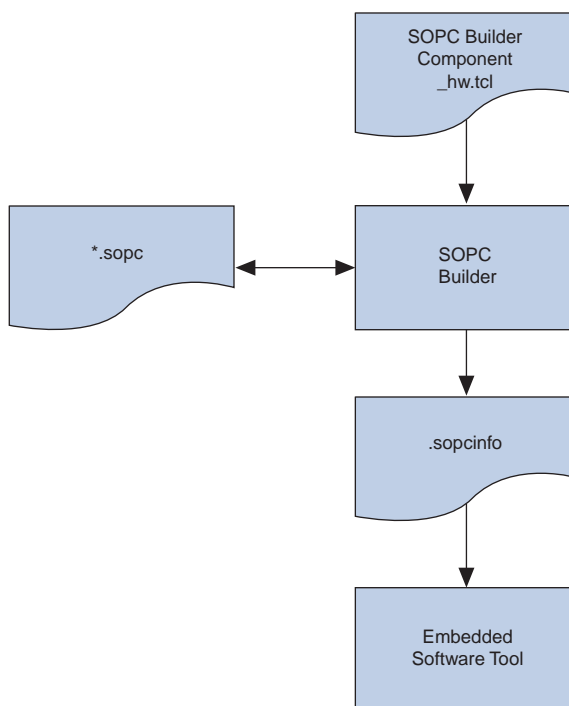 SOPC Builder
Component
_hw.tcl
*.sopc
SOPC
Builder
.sopcinfo
Embedded
Software Tool